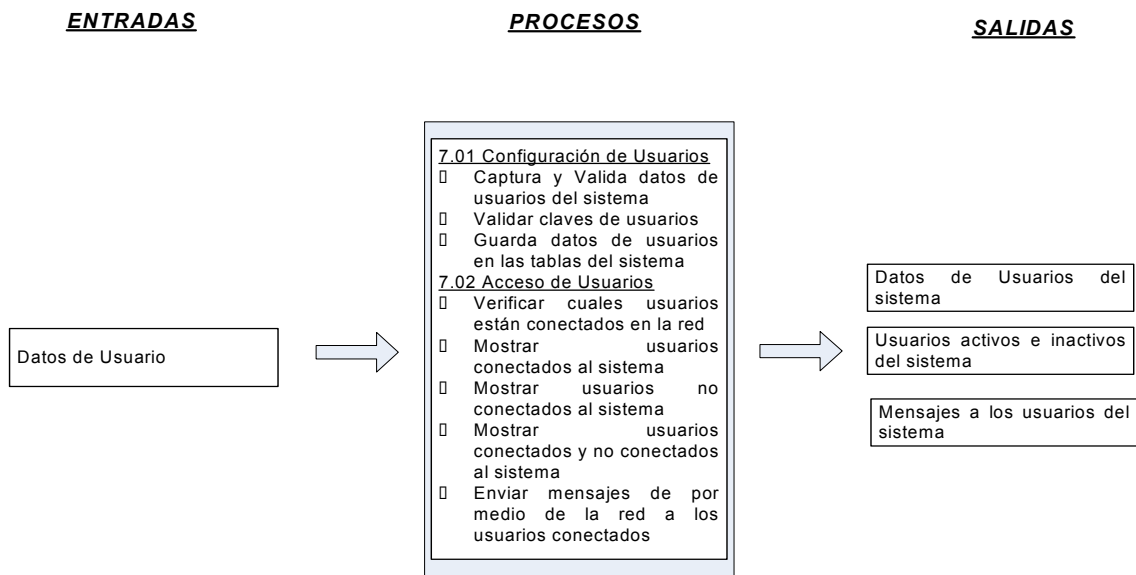 ENTRADAS
PROCESOS
SALIDAS
Datos de Usuario
7.01 Configuración de Usuarios
Captura y Valida datos de
usuarios del sistema
Validar claves de usuarios
Guarda datos de usuarios
en las tablas del sistema
7.02 Acceso de Usuarios
Verificar cuales usuarios
están conectados en la red
Mostrar usuarios
conectados al sistema
Mostrar usuarios no
conectados al sistema
Mostrar usuarios
conectados y no conectados
al sistema
Enviar mensajes de por
medio de la red a los
usuarios conectados
Datos de Usuarios del
sistema
Usuarios activos e inactivos
del sistema
Mensajes a los usuarios del
sistema